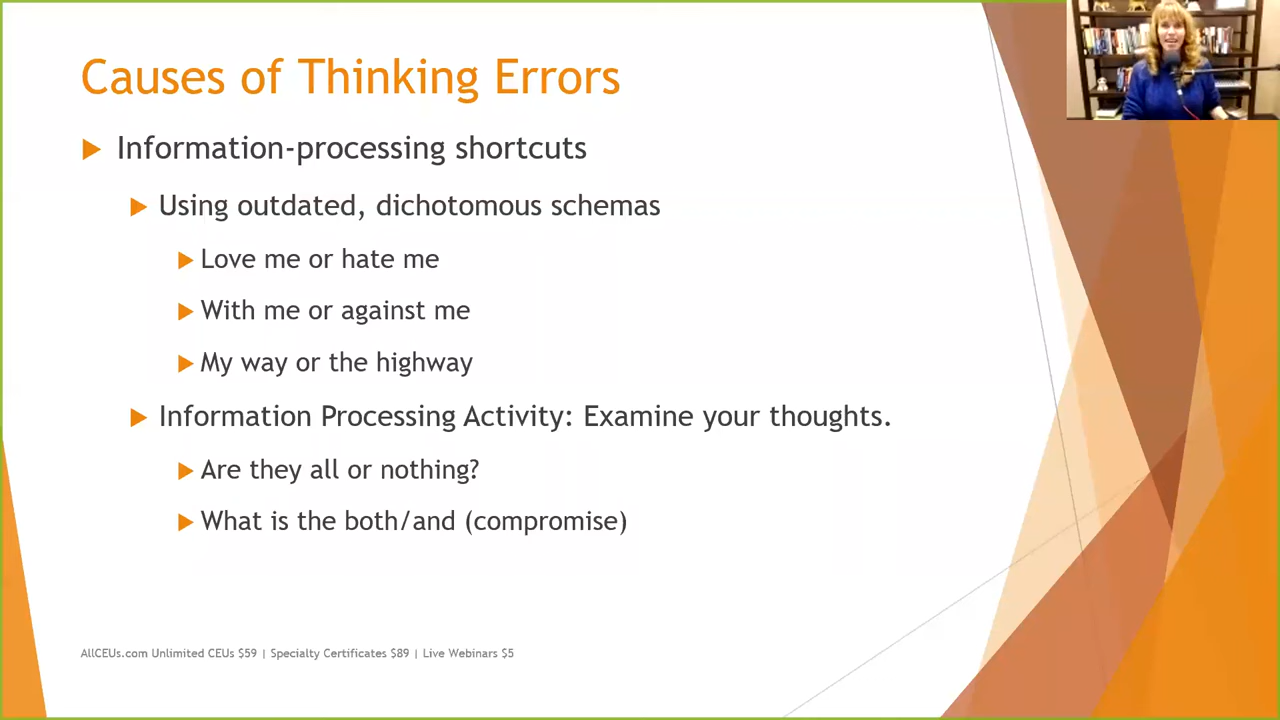 Causes of Thinking Errors
Information-processing shortcuts
Using outdated, dichotomous schemas
Love me or hate me
With me or against me
My way or the highway
Information Processing Activity: Examine your thoughts.
Are they all or nothing?
What is the both/and (compromise)
AllCEUs.com Unlimited CEUs $59 | Specialty Certificates $89 | Live Webinars $5